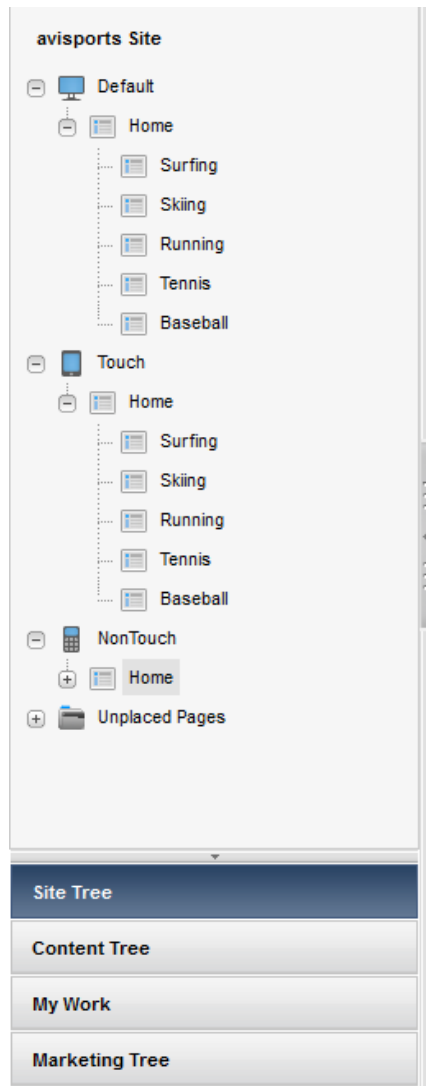 avisports Site
Default
Home
Surfing
Skiing
Running
Tennis
Baseball
Touch
Home
Surfing
Skiing
Running
Tennis
Baseball
NonTouch
Home
Unplaced Pages
Site Tree
Content Tree
My Work
Marketing Tree